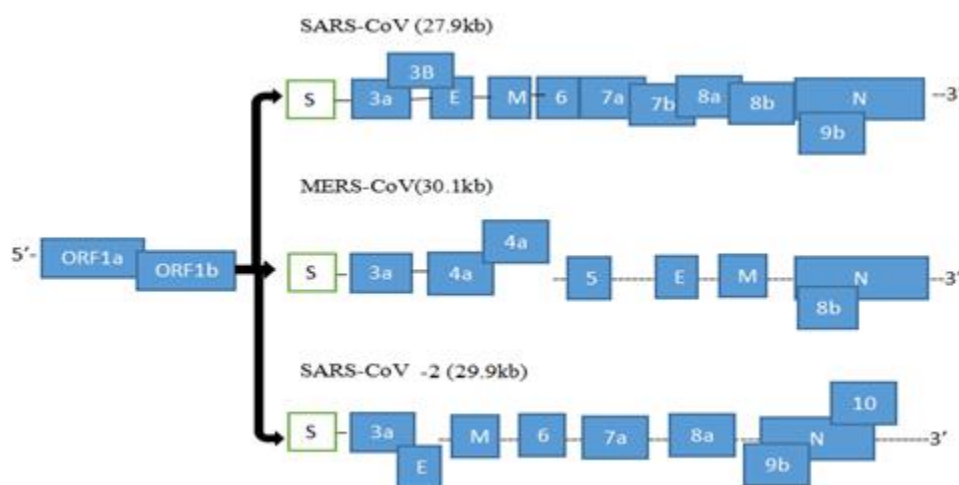 SARS-CoV (27.9kb)
3B
S 3a E M 6 7a 7b 8a 8b N --3'
9b
MERS-CoV(30.1kb)
4a
5'- ORF1a ORF1b
S 3a 4a 5 E M N -3'
8b
SARS-CoV -2 (29.9kb)
10
S 3a M 6 7a 8a N -3'
E 9b